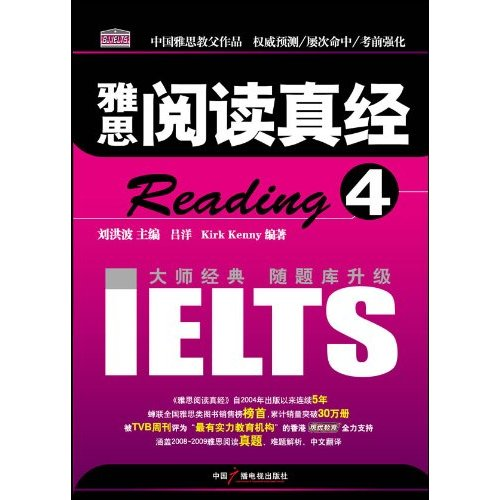 中国雅思教父作品 权威预测/屡次命中/考前强化
雅思 阅读真经
Reading 4
刘洪波 主编 吕洋 Kirk Kenny 编著
大师经典 随题库升级
IELTS
《雅思阅读真经》自2004年出版以来连续5年
蝉联全国雅思类图书销售榜榜首,累计销量突破30万册
被TVB周刊评为“最有实力教育机构”的香港 全力支持
涵盖2008~2009雅思阅读真题、难题解析、中文翻译
中国广播电视出版社